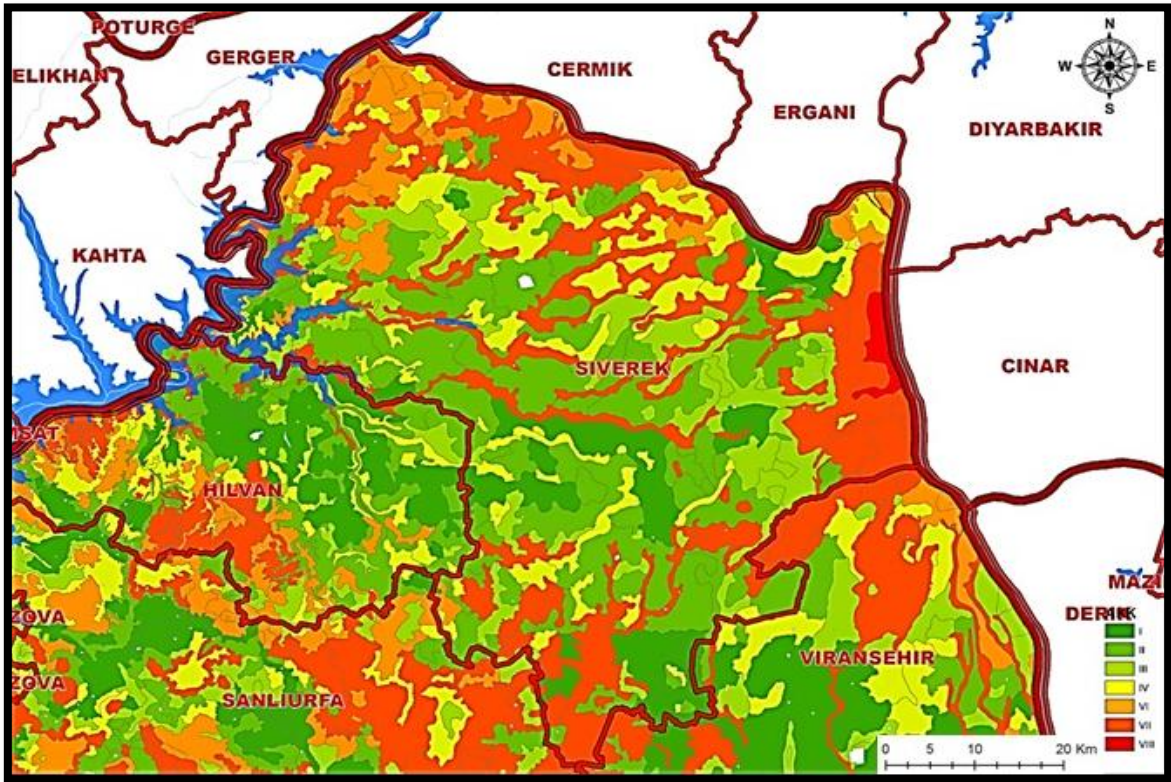 POTURGE
GERGER
CERMIK
N
W
E
S
ELIKHAN
ERGANI
DIYARBAKIR
KAHTA
SIVEREK
CINAR
MSAT
HILVAN
MAZI
ZOVA
DERIK
I
II
III
IV
VI
VII
VIII
VIRANSEHIR
ZOVA
SANLIURFA
0 5 10 20 Km